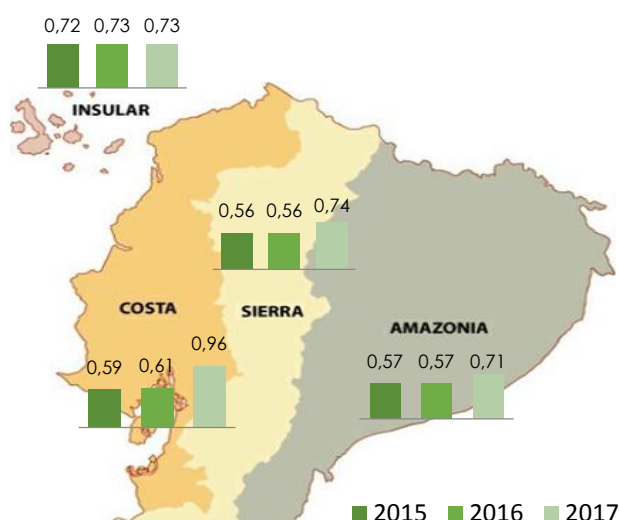 0,72 0,73 0,73
INSULAR
0,56 0,56 0,74
COSTA
SIERRA
AMAZONIA
0,59 0,61 0,96
0,57 0,57 0,71
2015 2016 2017